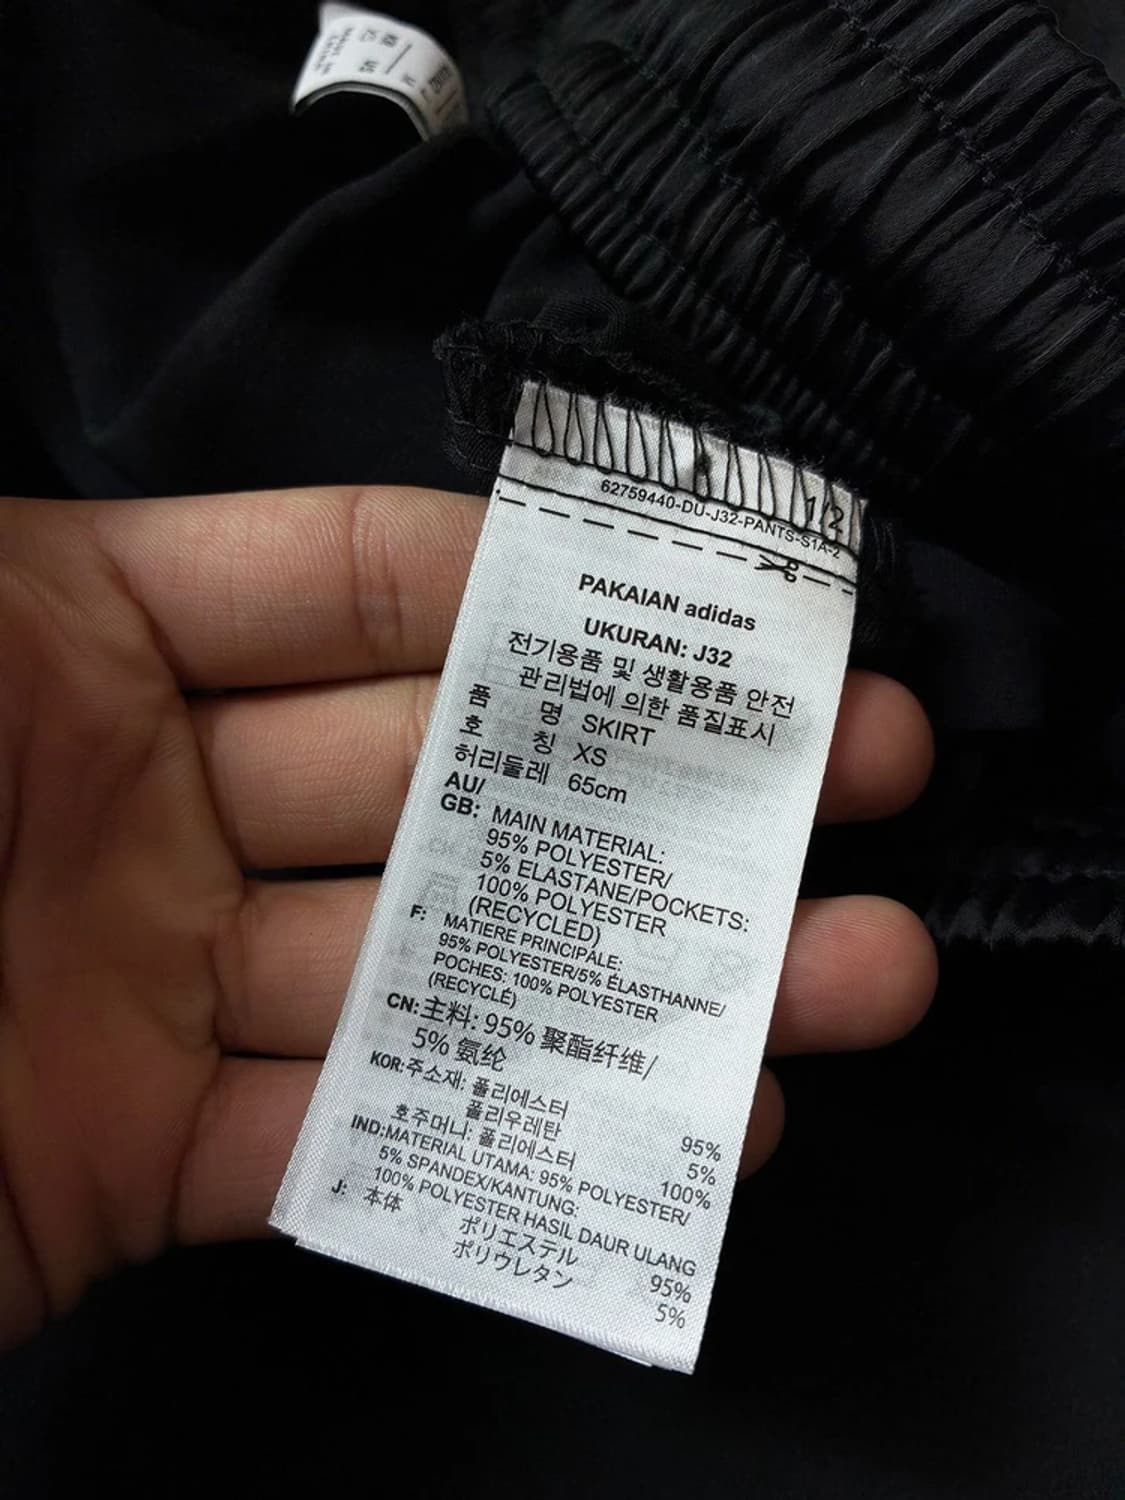 1/2
62759440-DU-J32-PANTS-S1A-2
PAKAIAN adidas
UKURAN: J32
전기용품 및 생활용품 안전
관리법에 의한 품질표시
품 명 SKIRT
호 칭 XS
허리둘레 65cm
AU/
GB: MAIN MATERIAL:
95% POLYESTER/
5% ELASTANE/POCKETS:
100% POLYESTER
(RECYCLED)
F: MATIERE PRINCIPALE:
95% POLYESTER/5% ÉLASTHANNE/
POCHES: 100% POLYESTER
(RECYCLÉ)
CN:主料: 95% 聚酯纤维/
5% 氨纶
KOR:주소재: 폴리에스터 95%
폴리우레탄 5%
호주머니: 폴리에스터 100%
IND:MATERIAL UTAMA: 95% POLYESTER/
5% SPANDEX/KANTUNG:
100% POLYESTER HASIL DAUR ULANG
J: 本体
ポリエステル 95%
ポリウレタン 5%